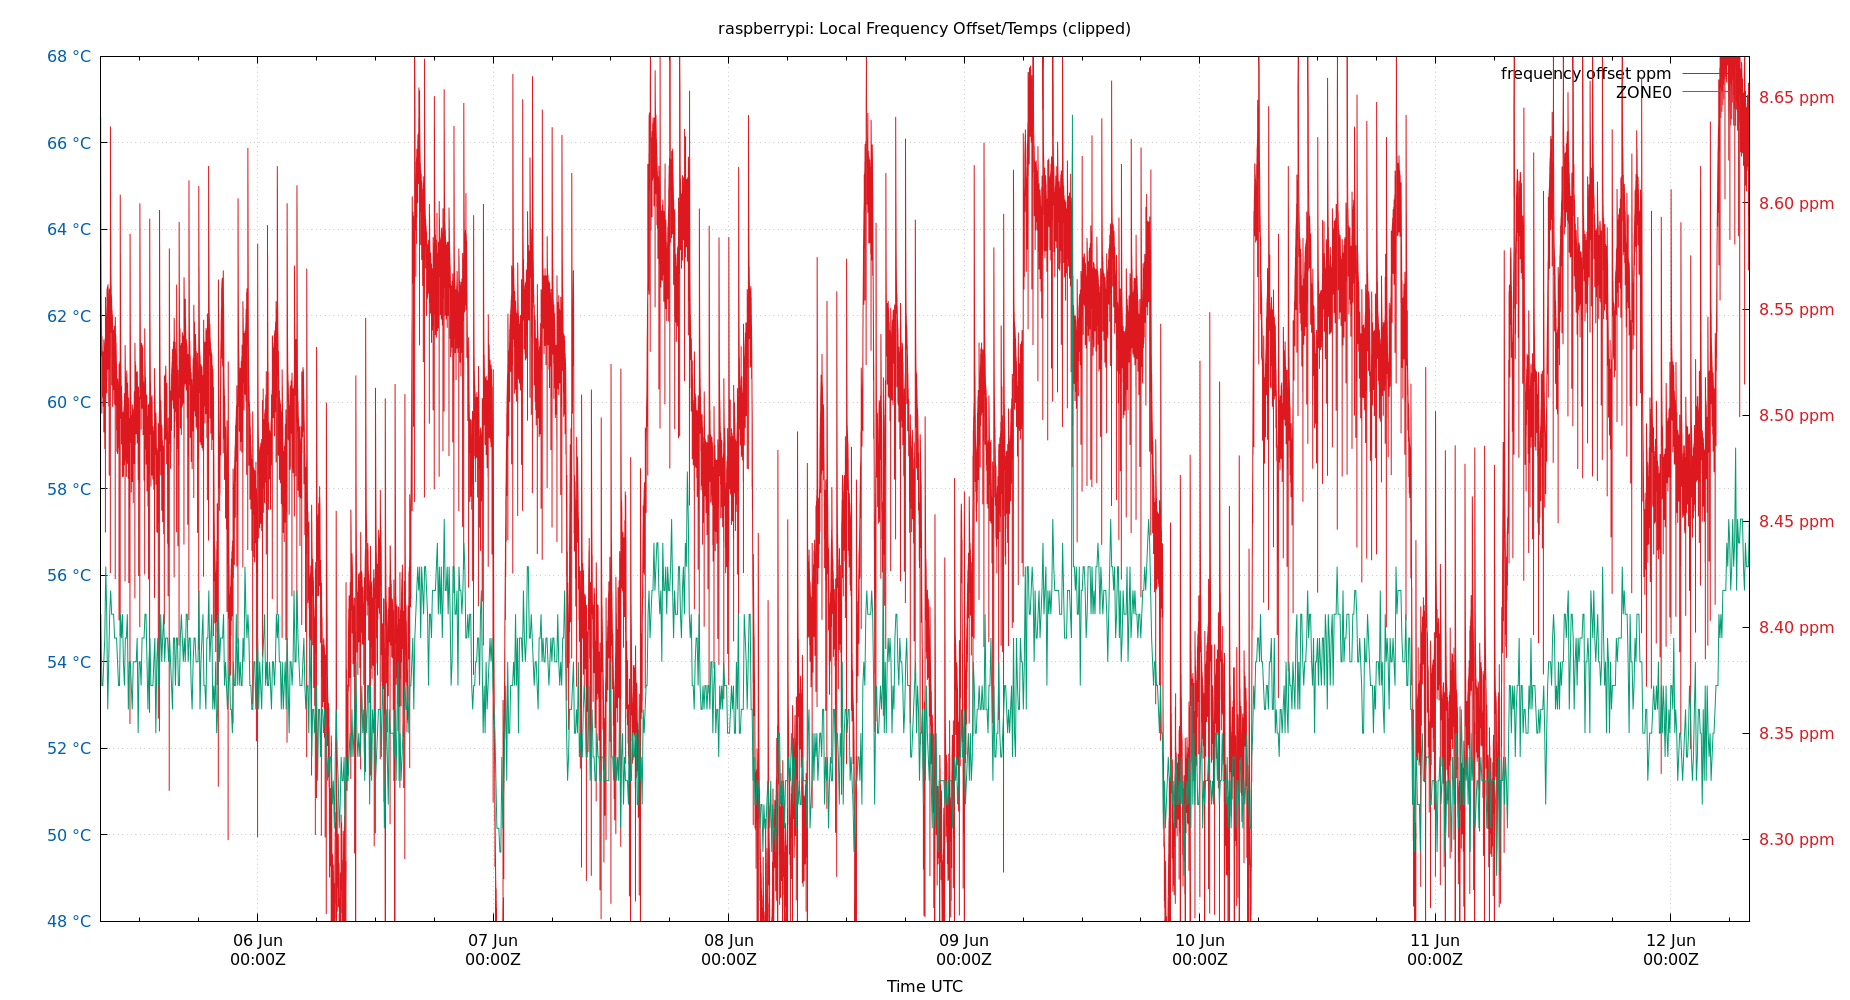 raspberrypi: Local Frequency Offset/Temps (clipped)
68 °C
66 °C
64 °C
62 °C
60 °C
58 °C
56 °C
54 °C
52 °C
50 °C
48 °C
frequency offset ppm
ZONE0
8.65 ppm
8.60 ppm
8.55 ppm
8.50 ppm
8.45 ppm
8.40 ppm
8.35 ppm
8.30 ppm
06 Jun
00:00Z
07 Jun
00:00Z
08 Jun
00:00Z
09 Jun
00:00Z
10 Jun
00:00Z
11 Jun
00:00Z
12 Jun
00:00Z
Time UTC